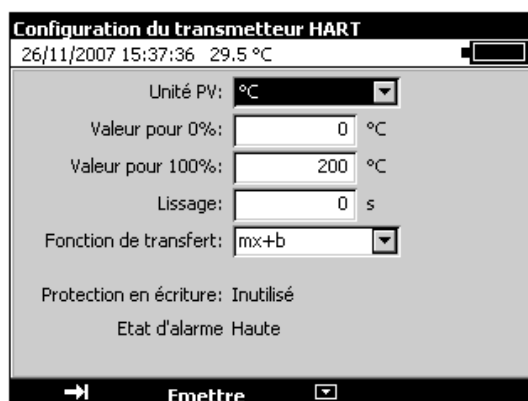 Configuration du transmetteur HART
26/11/2007 15:37:36 29.5 °C
Unité PV: °C
Valeur pour 0%: 0 °C
Valeur pour 100%: 200 °C
Lissage: 0 s
Fonction de transfert: mx+b
Protection en écriture: Inutilisé
Etat d'alarme Haute
Emettre